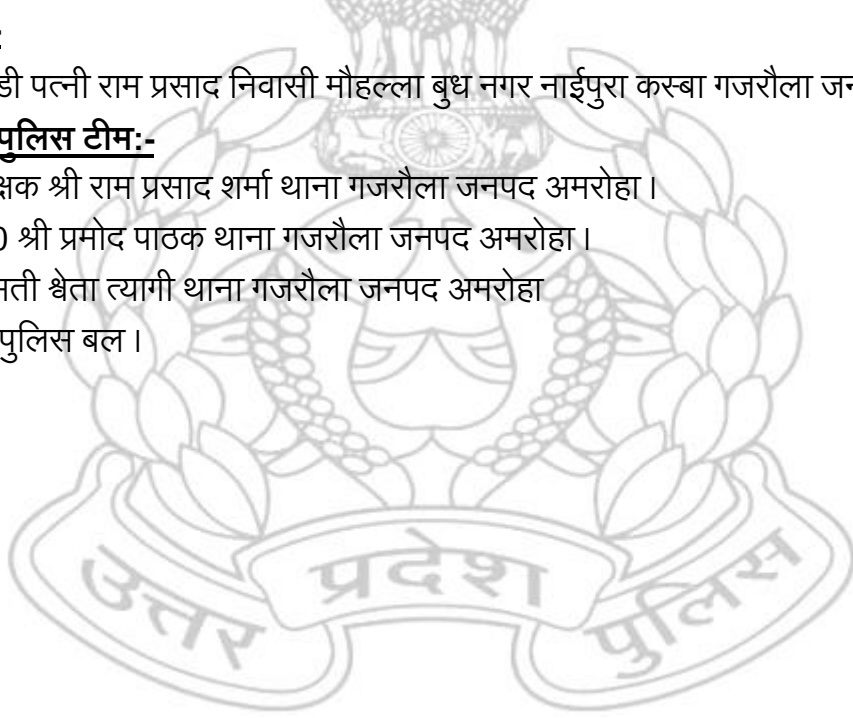 :
डी पत्नी राम प्रसाद निवासी मौहल्ला बुध नगर नाईपुरा कस्बा गजरौला जन
पुलिस टीम:-
क्षक श्री राम प्रसाद शर्मा थाना गजरौला जनपद अमरोहा।
0 श्री प्रमोद पाठक थाना गजरौला जनपद अमरोहा।
मती श्वेता त्यागी थाना गजरौला जनपद अमरोहा
पुलिस बल।
उत्तर प्रदेश पुलिस